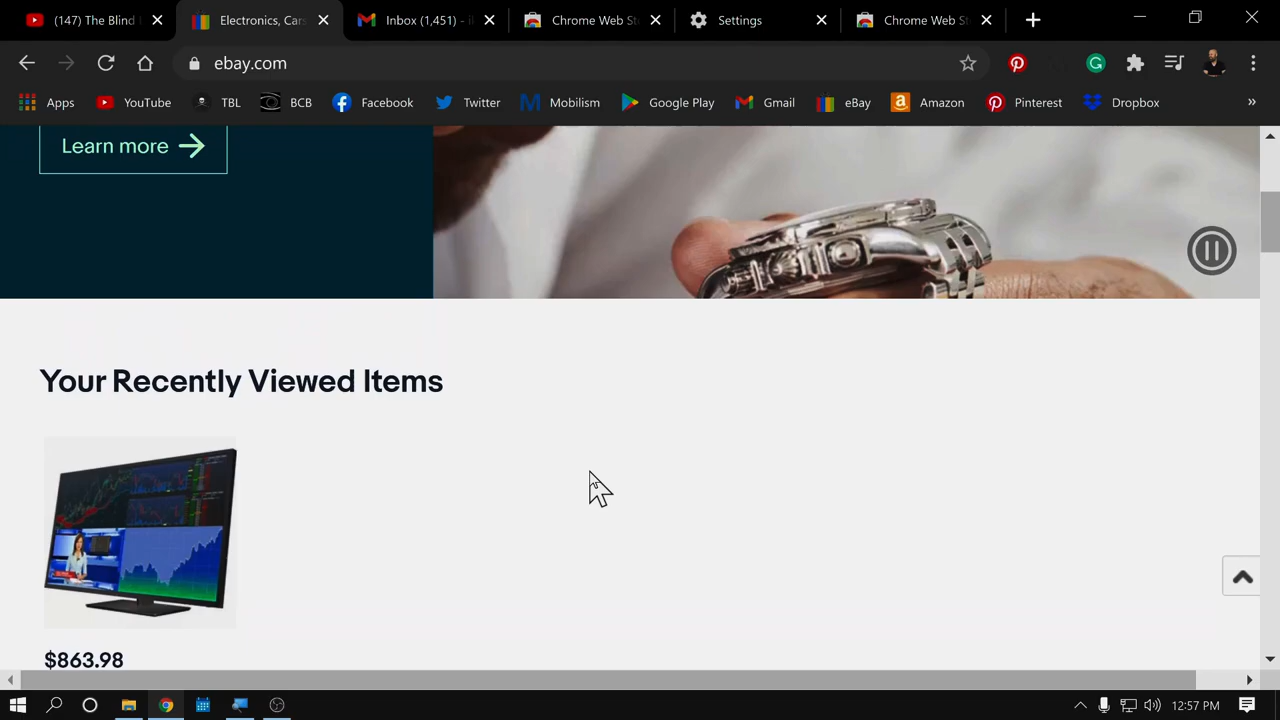 (147) The Blind
Electronics, Cars
Inbox (1,451) -
Chrome Web St
Settings
Chrome Web St
ebay.com
Apps
YouTube
TBL
BCB
Facebook
Twitter
Mobilism
Google Play
Gmail
eBay
Amazon
Pinterest
Dropbox
»
Learn more
Your Recently Viewed Items
$863.98
12:57 PM